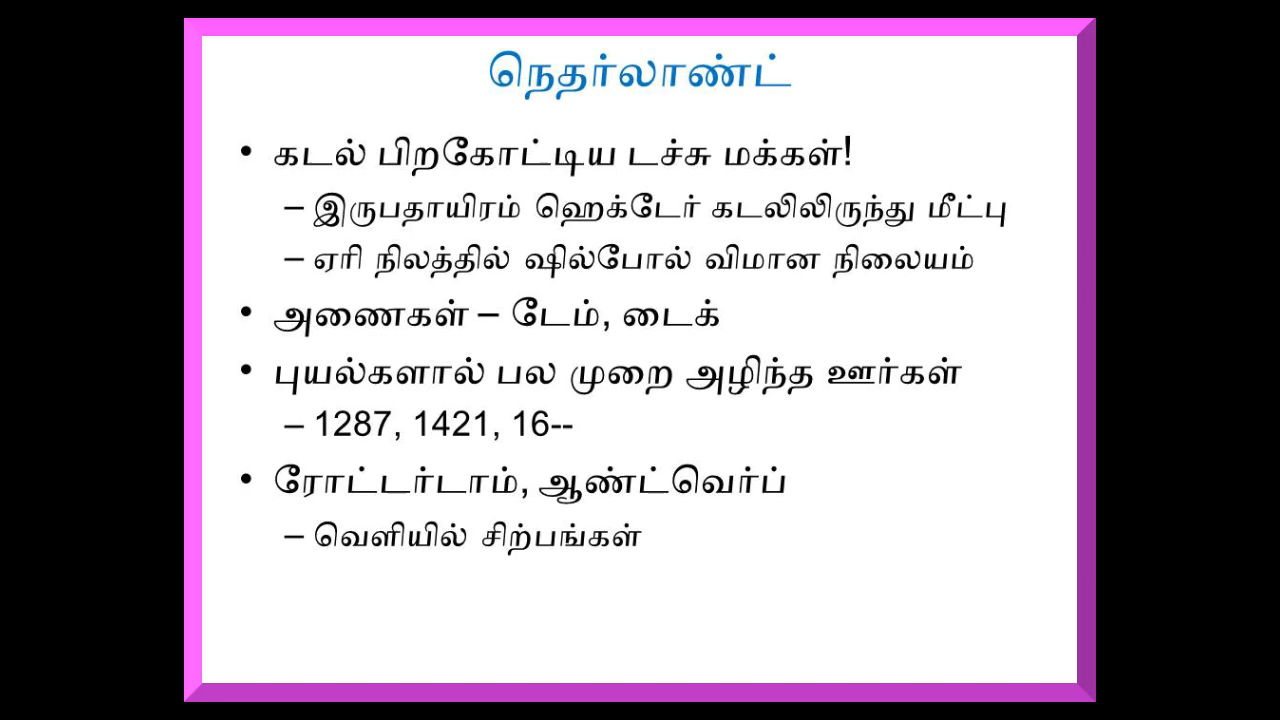 நெதர்லாண்ட்
• கடல் பிறகோட்டிய டச்சு மக்கள்!
– இருபதாயிரம் ஹெக்டேர் கடலிலிருந்து மீட்பு
– ஏரி நிலத்தில் ஷில்போல் விமான நிலையம்
• அணைகள் – டேம், டைக்
• புயல்களால் பல முறை அழிந்த ஊர்கள்
– 1287, 1421, 16--
• ரோட்டர்டாம், ஆண்ட்வெர்ப்
– வெளியில் சிற்பங்கள்